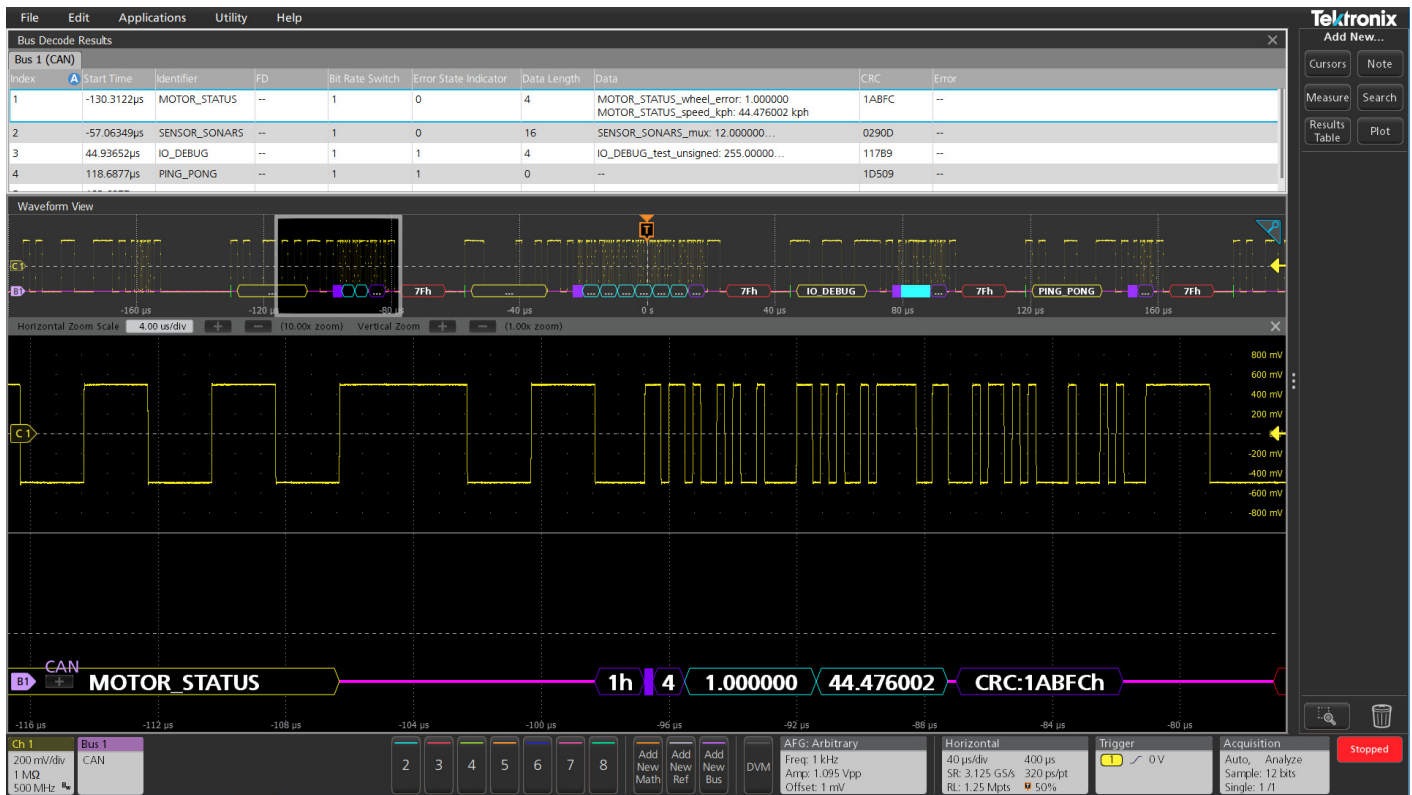 File Edit Applications Utility Help
Tektronix
Add New...
Bus Decode Results
Bus 1 (CAN)
Index A Start Time Identifier FD Bit Rate Switch Error State Indicator Data Length Data CRC Error
1 -130.3122µs MOTOR_STATUS -- 1 0 4 MOTOR_STATUS_wheel_error: 1.000000 1ABFC --
MOTOR_STATUS_speed_kph: 44.476002 kph
2 -57.06349µs SENSOR_SONARS -- 1 0 16 SENSOR_SONARS_mux: 12.000000... 0290D --
3 44.93652µs IO_DEBUG -- 1 1 4 IO_DEBUG_test_unsigned: 255.00000... 117B9 --
4 118.6877µs PING_PONG -- 1 1 0 -- 1D509 --
Cursors Note
Measure Search
Results Table Plot
Waveform View
T
C1
B1 ... ... 7Fh ... ... ... ... ... ... ... ... 7Fh IO_DEBUG ... 7Fh PING_PONG ... 7Fh
-160 µs -120 µs -80 µs -40 µs 0 s 40 µs 80 µs 120 µs 160 µs
Horizontal Zoom Scale 4.00 us/div + — (10.00x zoom) Vertical Zoom + — (1.00x zoom)
800 mV
600 mV
400 mV
200 mV
C1
-200 mV
-400 mV
-600 mV
-800 mV
CAN
B1 + MOTOR_STATUS 1h 4 1.000000 44.476002 CRC:1ABFCh
-116 µs -112 µs -108 µs -104 µs -100 µs -96 µs -92 µs -88 µs -84 µs -80 µs
Ch 1
200 mV/div
1 MΩ
500 MHz Bw
Bus 1
CAN
2 3 4 5 6 7 8
Add New Math
Add New Ref
Add New Bus
DVM
AFG: Arbitrary
Freq: 1 kHz
Amp: 1.095 Vpp
Offset: 1 mV
Horizontal
40 µs/div 400 µs
SR: 3.125 GS/s 320 ps/pt
RL: 1.25 Mpts 50%
Trigger
1 0 V
Acquisition
Auto, Analyze
Sample: 12 bits
Single: 1 /1
Stopped